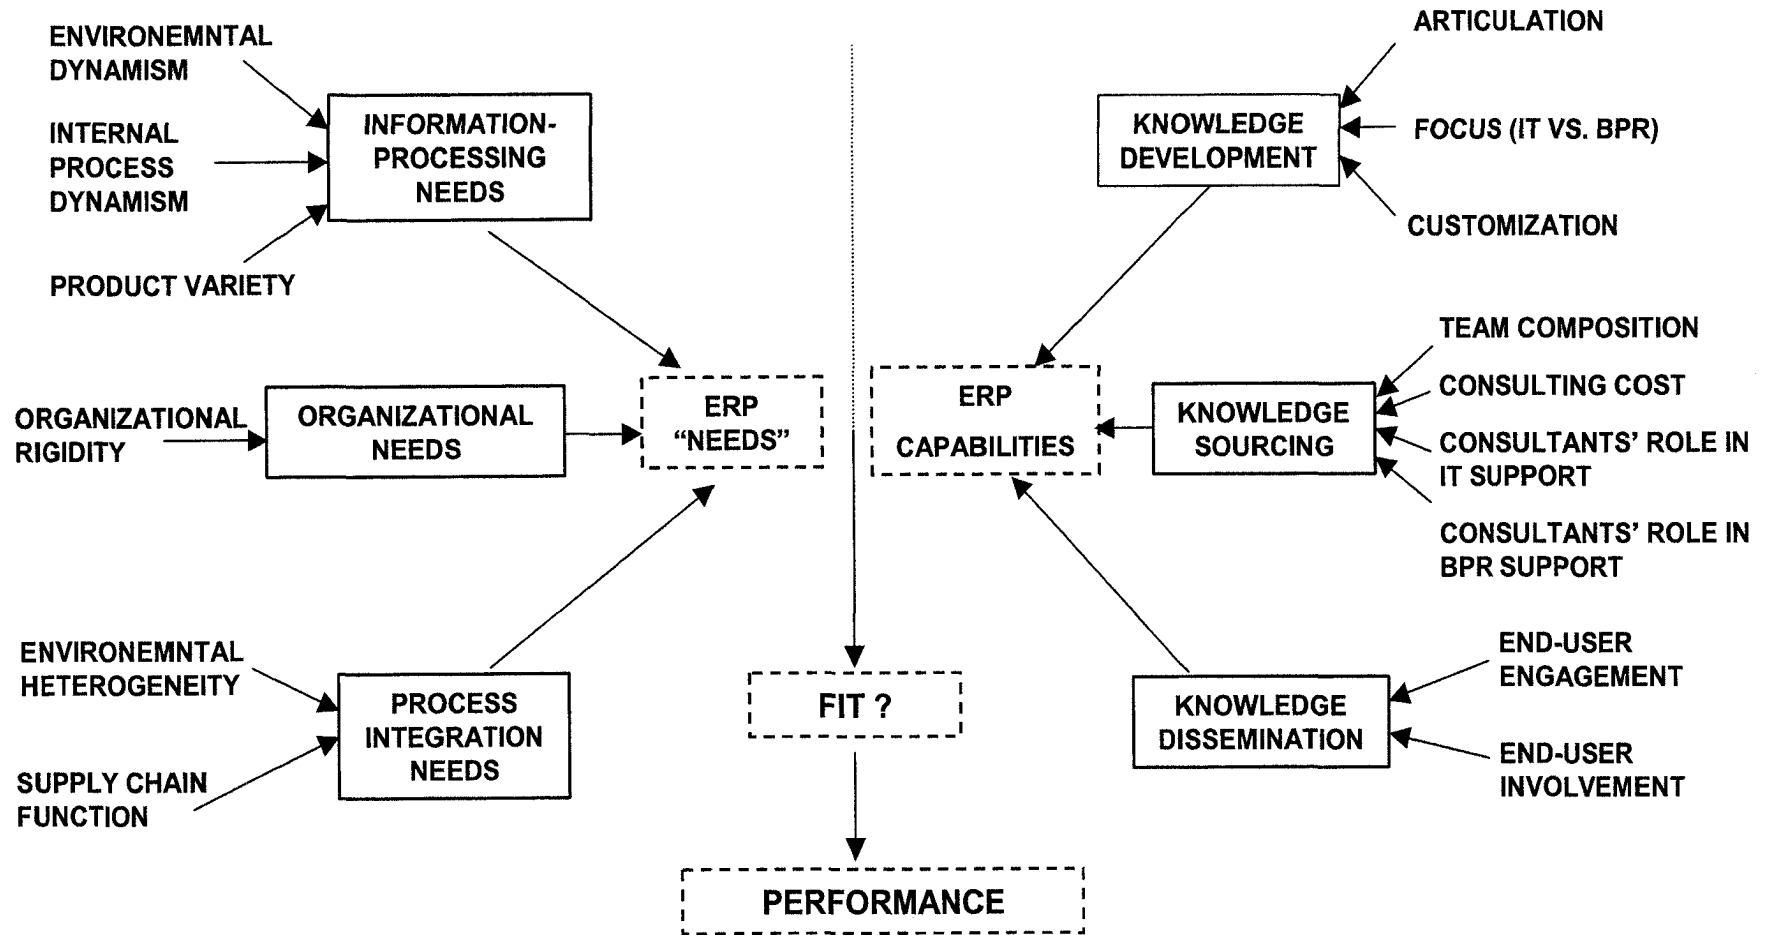 ENVIRONEMNTAL
DYNAMISM
INTERNAL
PROCESS
DYNAMISM
PRODUCT VARIETY
INFORMATION-
PROCESSING
NEEDS
ORGANIZATIONAL
RIGIDITY
ORGANIZATIONAL
NEEDS
ERP
“NEEDS”
ENVIRONEMNTAL
HETEROGENEITY
SUPPLY CHAIN
FUNCTION
PROCESS
INTEGRATION
NEEDS
FIT ?
PERFORMANCE
ERP
CAPABILITIES
KNOWLEDGE
DEVELOPMENT
ARTICULATION
FOCUS (IT VS. BPR)
CUSTOMIZATION
KNOWLEDGE
SOURCING
TEAM COMPOSITION
CONSULTING COST
CONSULTANTS’ ROLE IN
IT SUPPORT
CONSULTANTS’ ROLE IN
BPR SUPPORT
KNOWLEDGE
DISSEMINATION
END-USER
ENGAGEMENT
END-USER
INVOLVEMENT